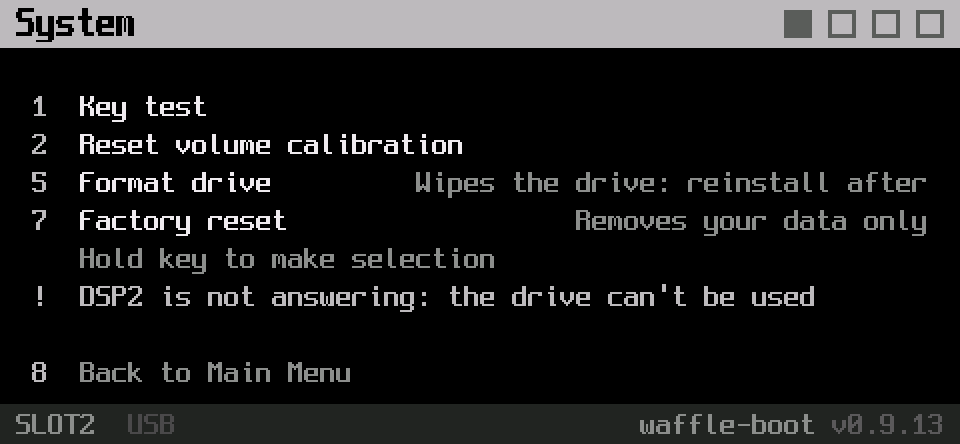 System
1 Key test
2 Reset volume calibration
5 Format drive Wipes the drive: reinstall after
7 Factory reset Removes your data only
Hold key to make selection
! DSP2 is not answering: the drive can't be used
8 Back to Main Menu
SLOT2 USB waffle-boot v0.9.13